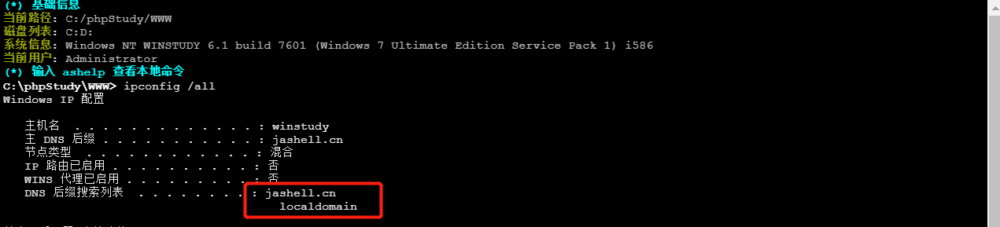 (*) 基础信息
当前路径: C:/phpStudy/WWW
磁盘列表: C:D:
系统信息: Windows NT WINSTUDY 6.1 build 7601 (Windows 7 Ultimate Edition Service Pack 1) i586
当前用户: Administrator
(*) 输入 ashelp 查看本地命令
C:\phpStudy\WWW> ipconfig /all
Windows IP 配置
主机名 . . . . . . . . . . . . . : winstudy
主 DNS 后缀 . . . . . . . . . . . : jashell.cn
节点类型 . . . . . . . . . . . . : 混合
IP 路由已启用 . . . . . . . . . . : 否
WINS 代理已启用 . . . . . . . . . : 否
DNS 后缀搜索列表 . . . . . . . . : jashell.cn
localdomain